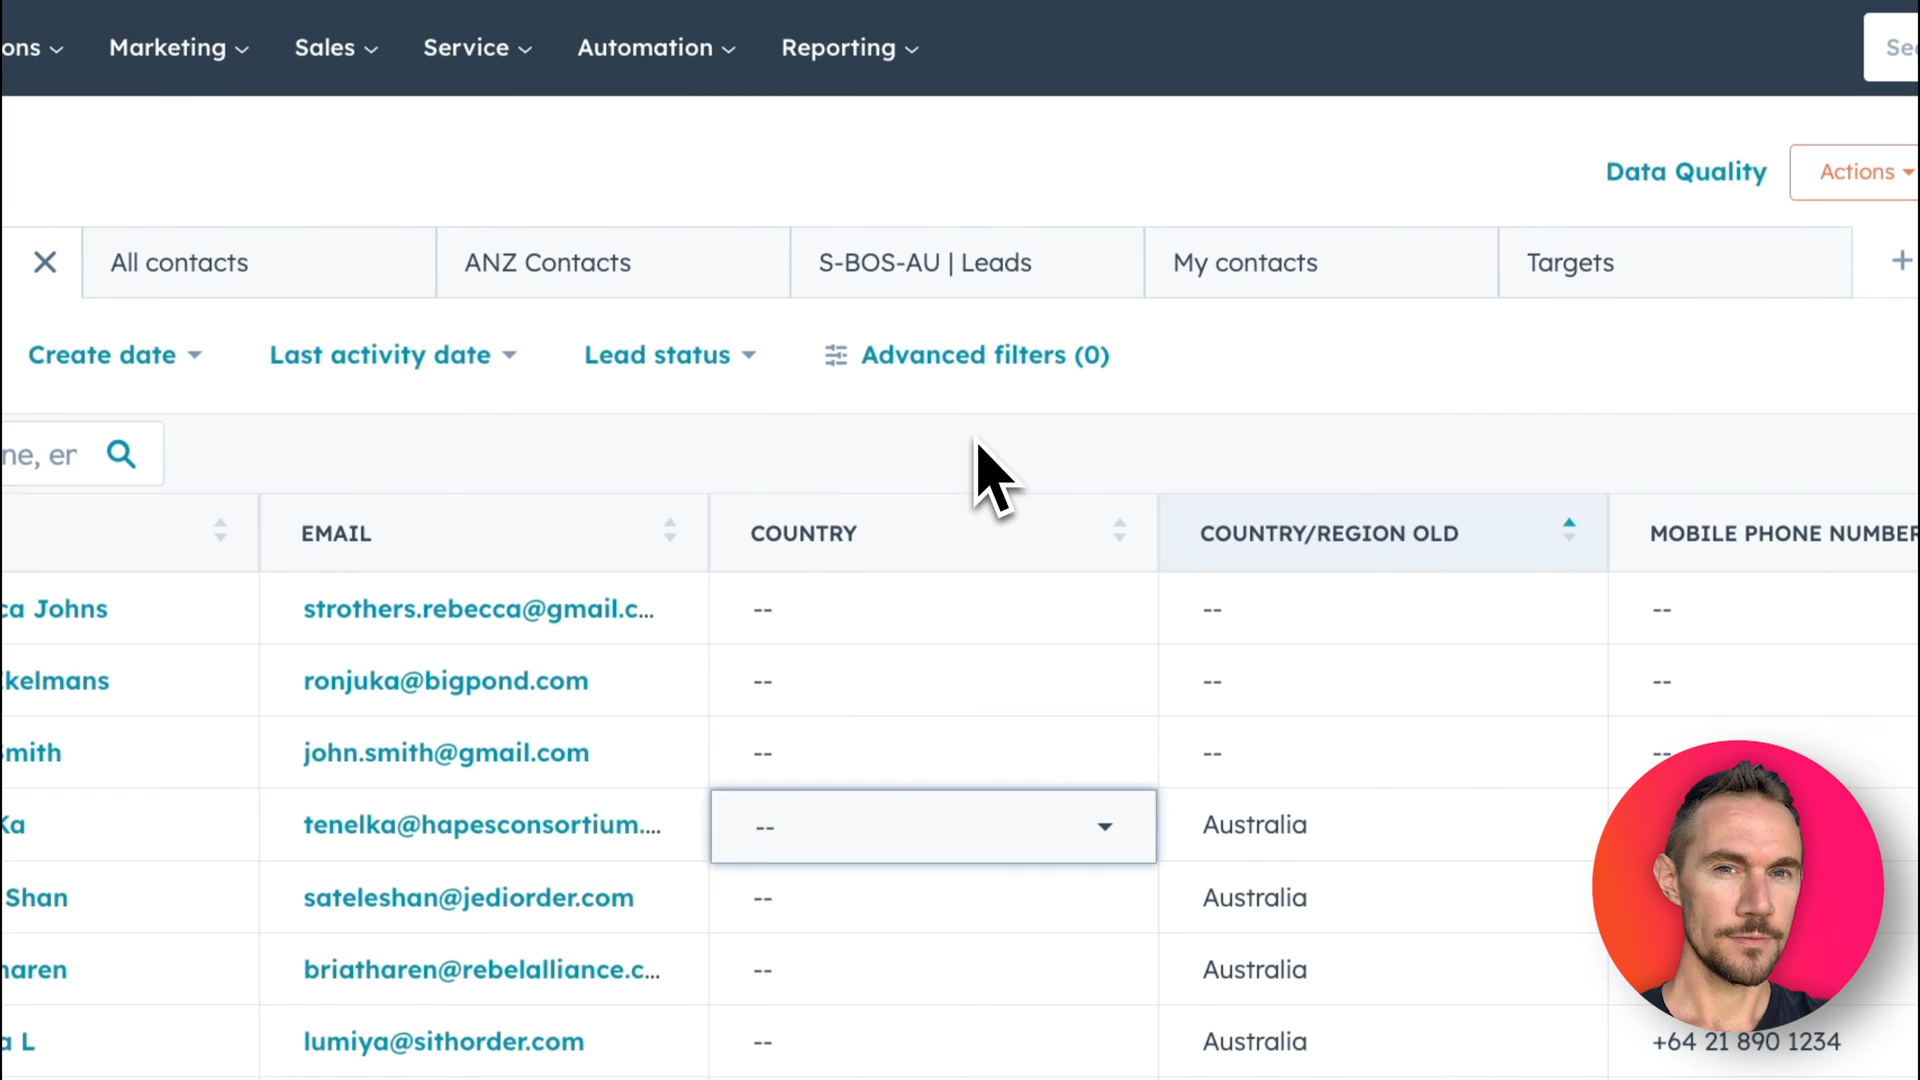 ons Marketing Sales Service Automation Reporting
Data Quality Actions
All contacts ANZ Contacts S-BOS-AU | Leads My contacts Targets +
Create date Last activity date Lead status Advanced filters (0)
ne, er
EMAIL COUNTRY COUNTRY/REGION OLD MOBILE PHONE NUMBER
ca Johns strothers.rebecca@gmail.c... -- -- --
kelmans ronjuka@bigpond.com -- -- --
mith john.smith@gmail.com -- -- --
Ka tenelka@hapesconsortium.... -- Australia
Shan sateleshan@jediorder.com -- Australia
haren briatharen@rebelalliance.c... -- Australia
a L lumiya@sithorder.com -- Australia +64 21 890 1234